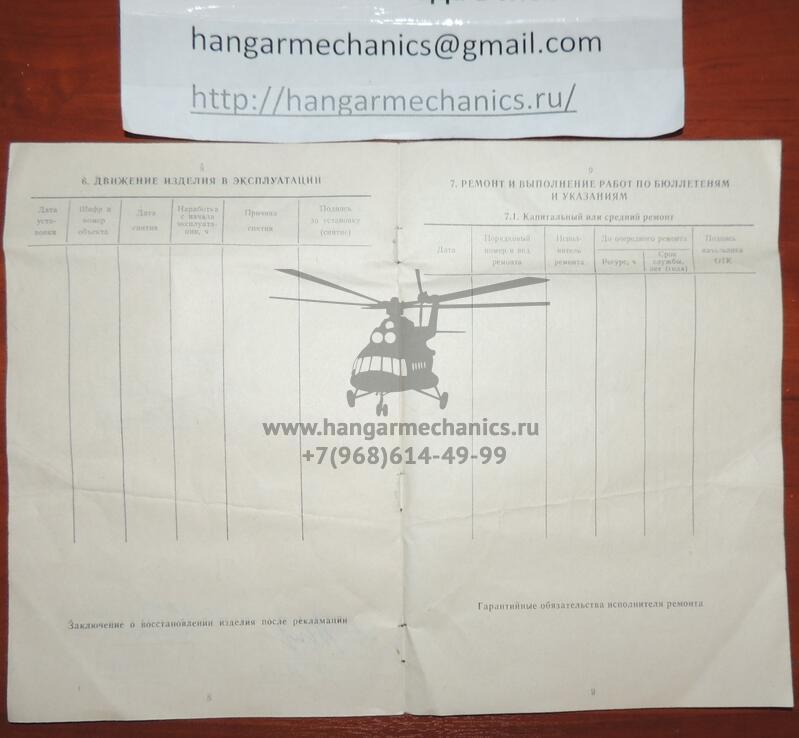 hangarmechanics@gmail.com
http://hangarmechanics.ru/
6. ДВИЖЕНИЕ ИЗДЕЛИЯ В ЭКСПЛУАТАЦИИ
Дата уста- новки
Шифр и номер объекта
Дата снятия
Наработка с начала эксплуата- ции, ч
Причина снятия
Подпись за установку (снятие)
Заключение о восстановлении изделия после рекламации
8
9
7. РЕМОНТ И ВЫПОЛНЕНИЕ РАБОТ ПО БЮЛЛЕТЕНЯМ
И УКАЗАНИЯМ
7.1. Капитальный или средний ремонт
Дата
Порядковый номер и вид ремонта
Испол- нитель ремонта
До очередного ремонта
Ресурс, ч
Срок службы, лет (года)
Подпись начальника ОТК
Гарантийные обязательства исполнителя ремонта
9
www.hangarmechanics.ru
+7(968)614-49-99